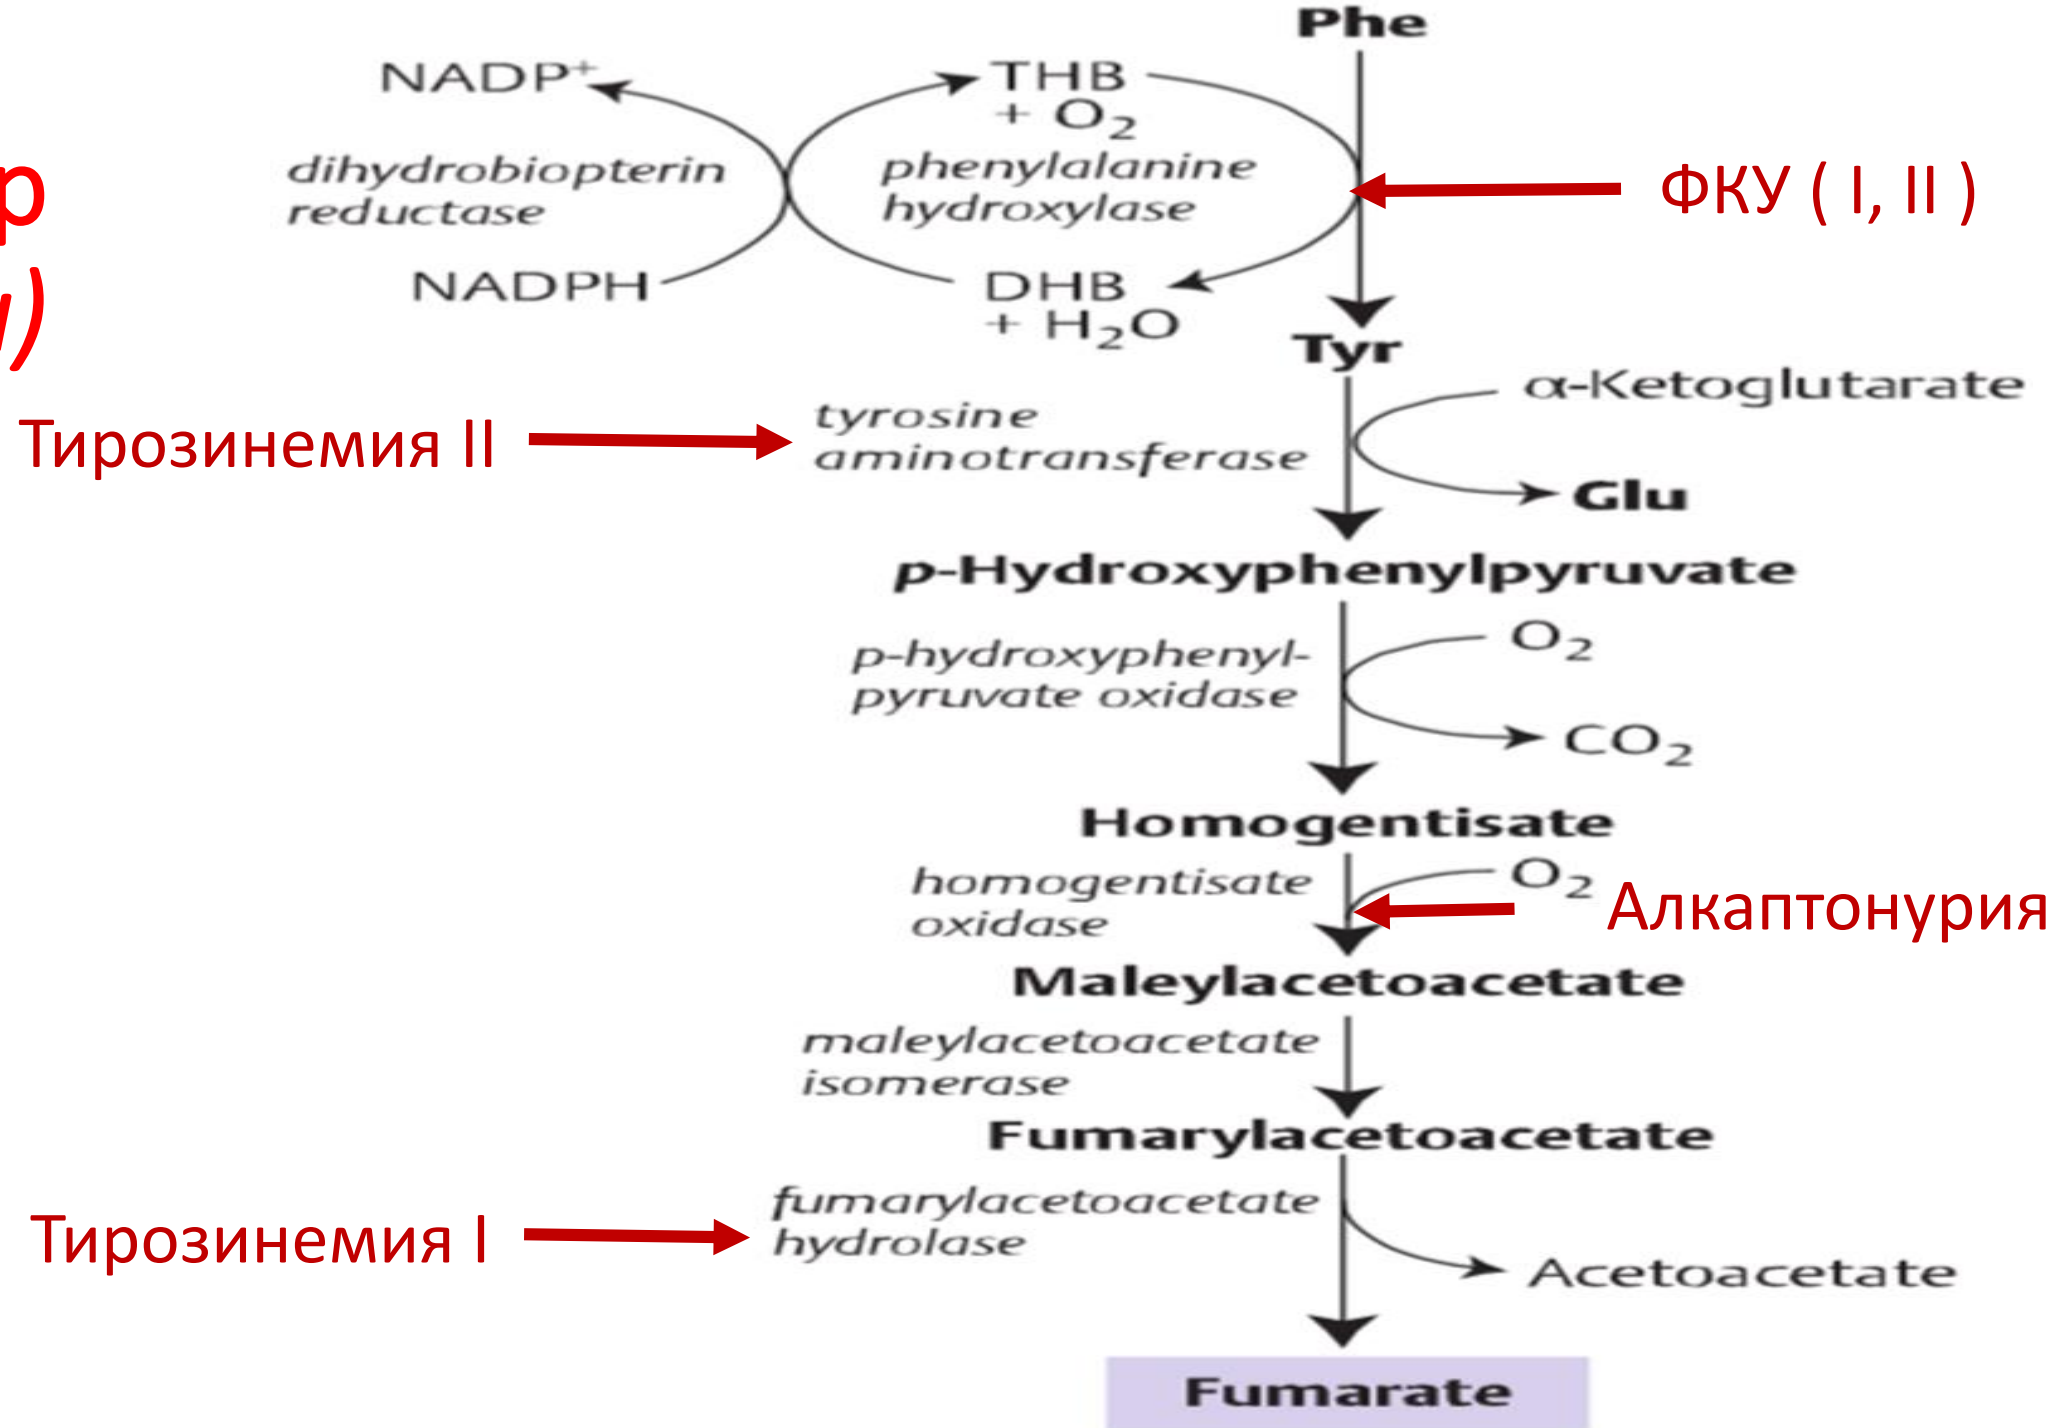 Phe
NADP⁺
THB
+ O₂
dihydrobiopterin
reductase
phenylalanine
hydroxylase
ФКУ ( I, II )
NADPH
DHB
+ H₂O
Tyr
α-Ketoglutarate
Тирозинемия II
tyrosine
aminotransferase
Glu
p-Hydroxyphenylpyruvate
O₂
p-hydroxyphenyl-
pyruvate oxidase
CO₂
Homogentisate
homogentisate
oxidase
O₂
Алкаптонурия
Maleylacetoacetate
maleylacetoacetate
isomerase
Fumarylacetoacetate
Тирозинемия I
fumarylacetoacetate
hydrolase
Acetoacetate
Fumarate